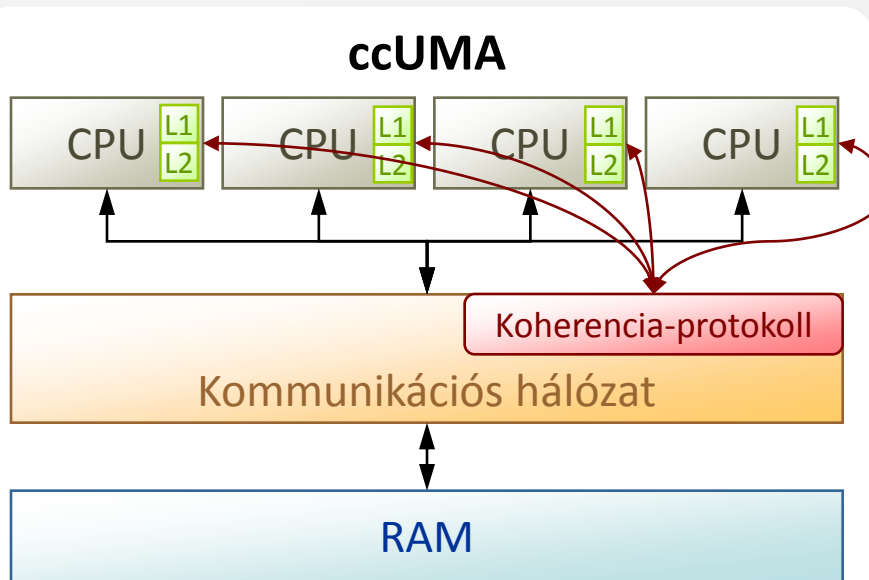 ccUMA
CPU L1 L2
CPU L1 L2
CPU L1 L2
CPU L1 L2
Koherencia-protokoll
Kommunikációs hálózat
RAM